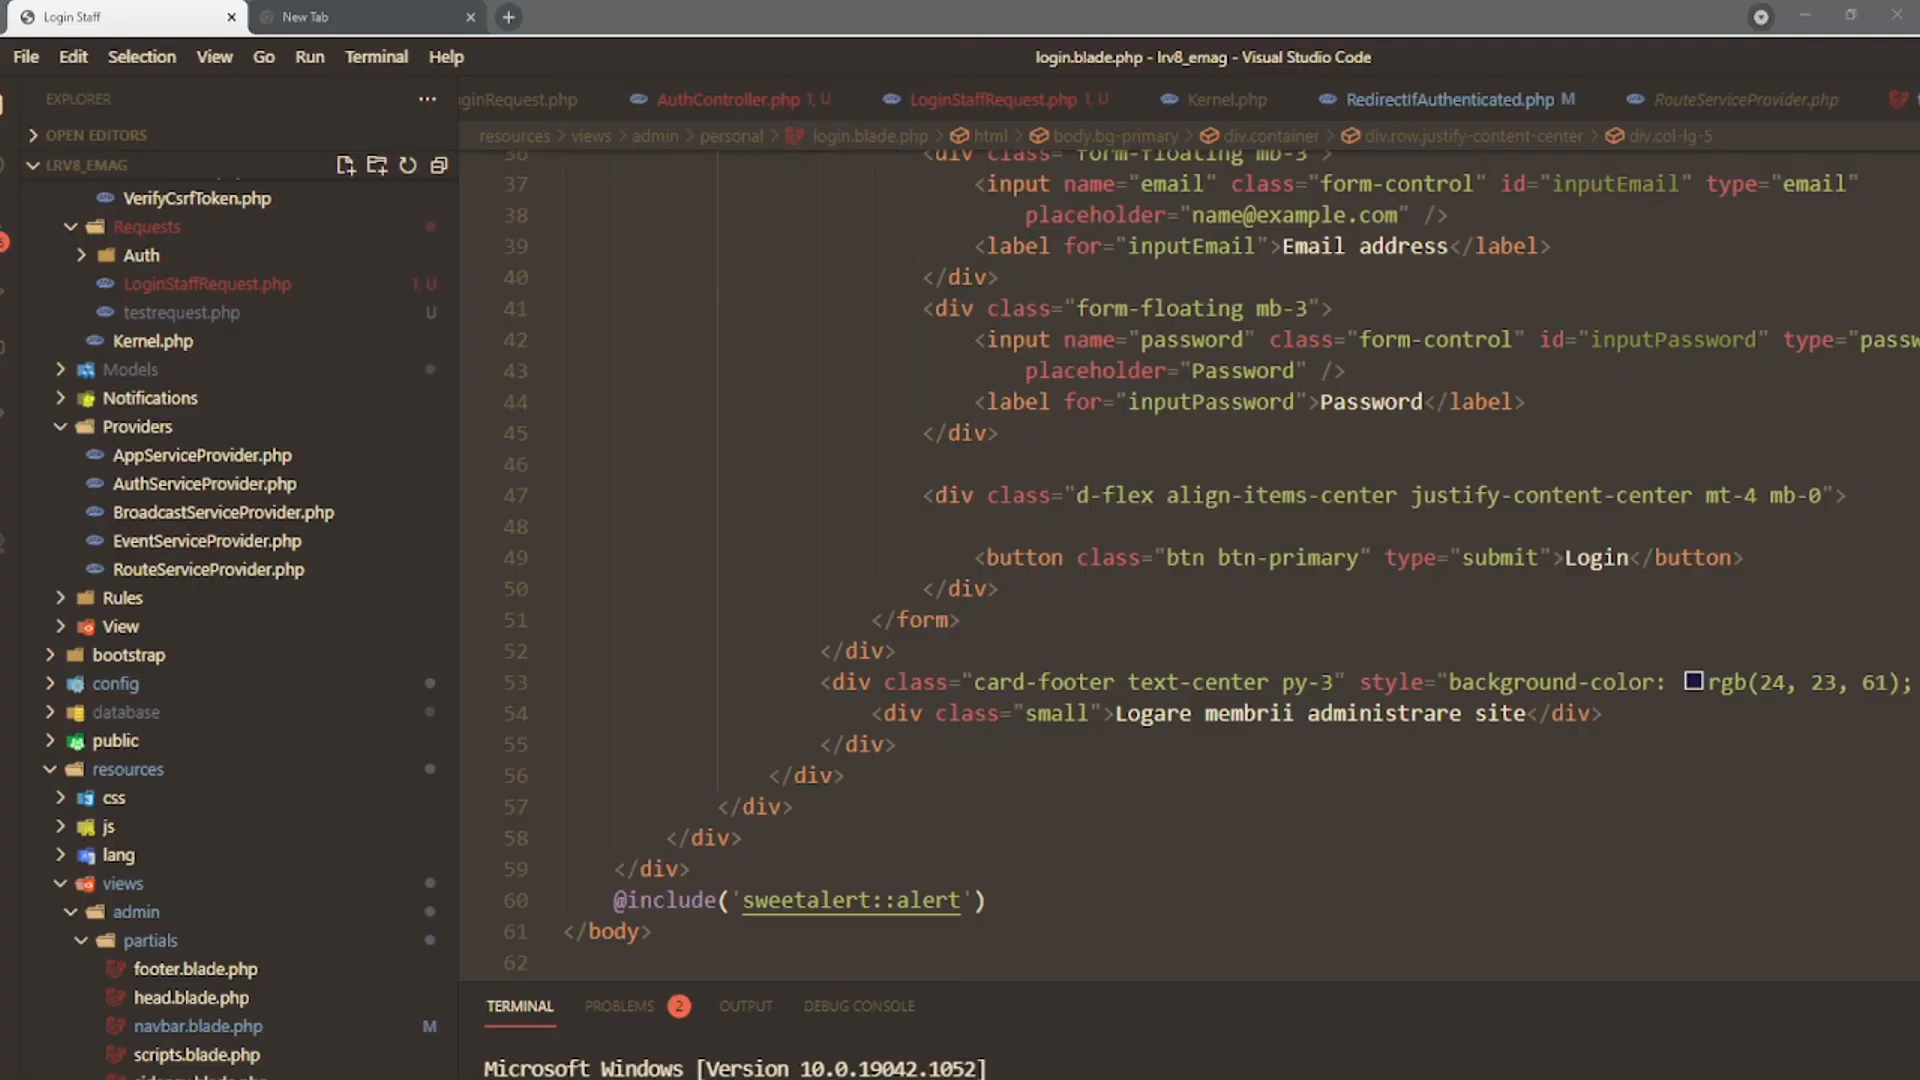 Login Staff
New Tab
File Edit Selection View Go Run Terminal Help
login.blade.php - lrv8_emag - Visual Studio Code
EXPLORER
ginRequest.php AuthController.php 1, U LoginStaffRequest.php 1, U Kernel.php RedirectIfAuthenticated.php M RouteServiceProvider.php
OPEN EDITORS
resources > views > admin > personal > login.blade.php > html > body.bg-primary > div.container > div.row.justify-content-center > div.col-lg-5
LRV8_EMAG
VerifyCsrfToken.php
Requests
Auth
LoginStaffRequest.php 1, U
testrequest.php U
Kernel.php
Models
Notifications
Providers
AppServiceProvider.php
AuthServiceProvider.php
BroadcastServiceProvider.php
EventServiceProvider.php
RouteServiceProvider.php
Rules
View
bootstrap
config
database
public
resources
css
js
lang
views
admin
partials
footer.blade.php
head.blade.php
navbar.blade.php M
scripts.blade.php
36 <div class="form-floating mb-3">
37 <input name="email" class="form-control" id="inputEmail" type="email"
38 placeholder="name@example.com" />
39 <label for="inputEmail">Email address</label>
40 </div>
41 <div class="form-floating mb-3">
42 <input name="password" class="form-control" id="inputPassword" type="passw
43 placeholder="Password" />
44 <label for="inputPassword">Password</label>
45 </div>
46
47 <div class="d-flex align-items-center justify-content-center mt-4 mb-0">
48
49 <button class="btn btn-primary" type="submit">Login</button>
50 </div>
51 </form>
52 </div>
53 <div class="card-footer text-center py-3" style="background-color: rgb(24, 23, 61);
54 <div class="small">Logare membrii administrare site</div>
55 </div>
56 </div>
57 </div>
58 </div>
59 </div>
60 @include('sweetalert::alert')
61 </body>
62
TERMINAL PROBLEMS 2 OUTPUT DEBUG CONSOLE
Microsoft Windows [Version 10.0.19042.1052]